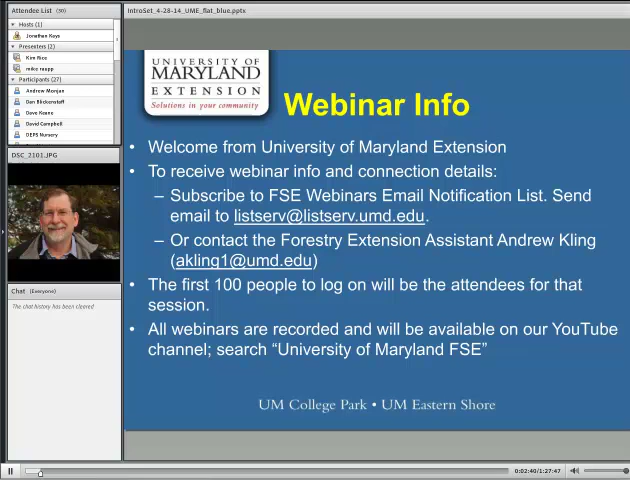 Attendee List (30)
Hosts (1)
Jonathan Kays
Presenters (2)
Kim Rice
mike raupp
Participants (27)
Andrew Monjan
Dan Blickenstaff
Dave Keane
David Campbell
DEPS Nursery
DSC_2101.JPG
Chat (Everyone)
The chat history has been cleared
IntroSet_4-28-14_UME_flat_blue.pptx
UNIVERSITY OF
MARYLAND
EXTENSION
Solutions in your community
Webinar Info
• Welcome from University of Maryland Extension
• To receive webinar info and connection details:
– Subscribe to FSE Webinars Email Notification List. Send
email to listserv@listserv.umd.edu.
– Or contact the Forestry Extension Assistant Andrew Kling
(akling1@umd.edu)
• The first 100 people to log on will be the attendees for that
session.
• All webinars are recorded and will be available on our YouTube
channel; search “University of Maryland FSE”
UM College Park • UM Eastern Shore
0:02:40/1:27:47